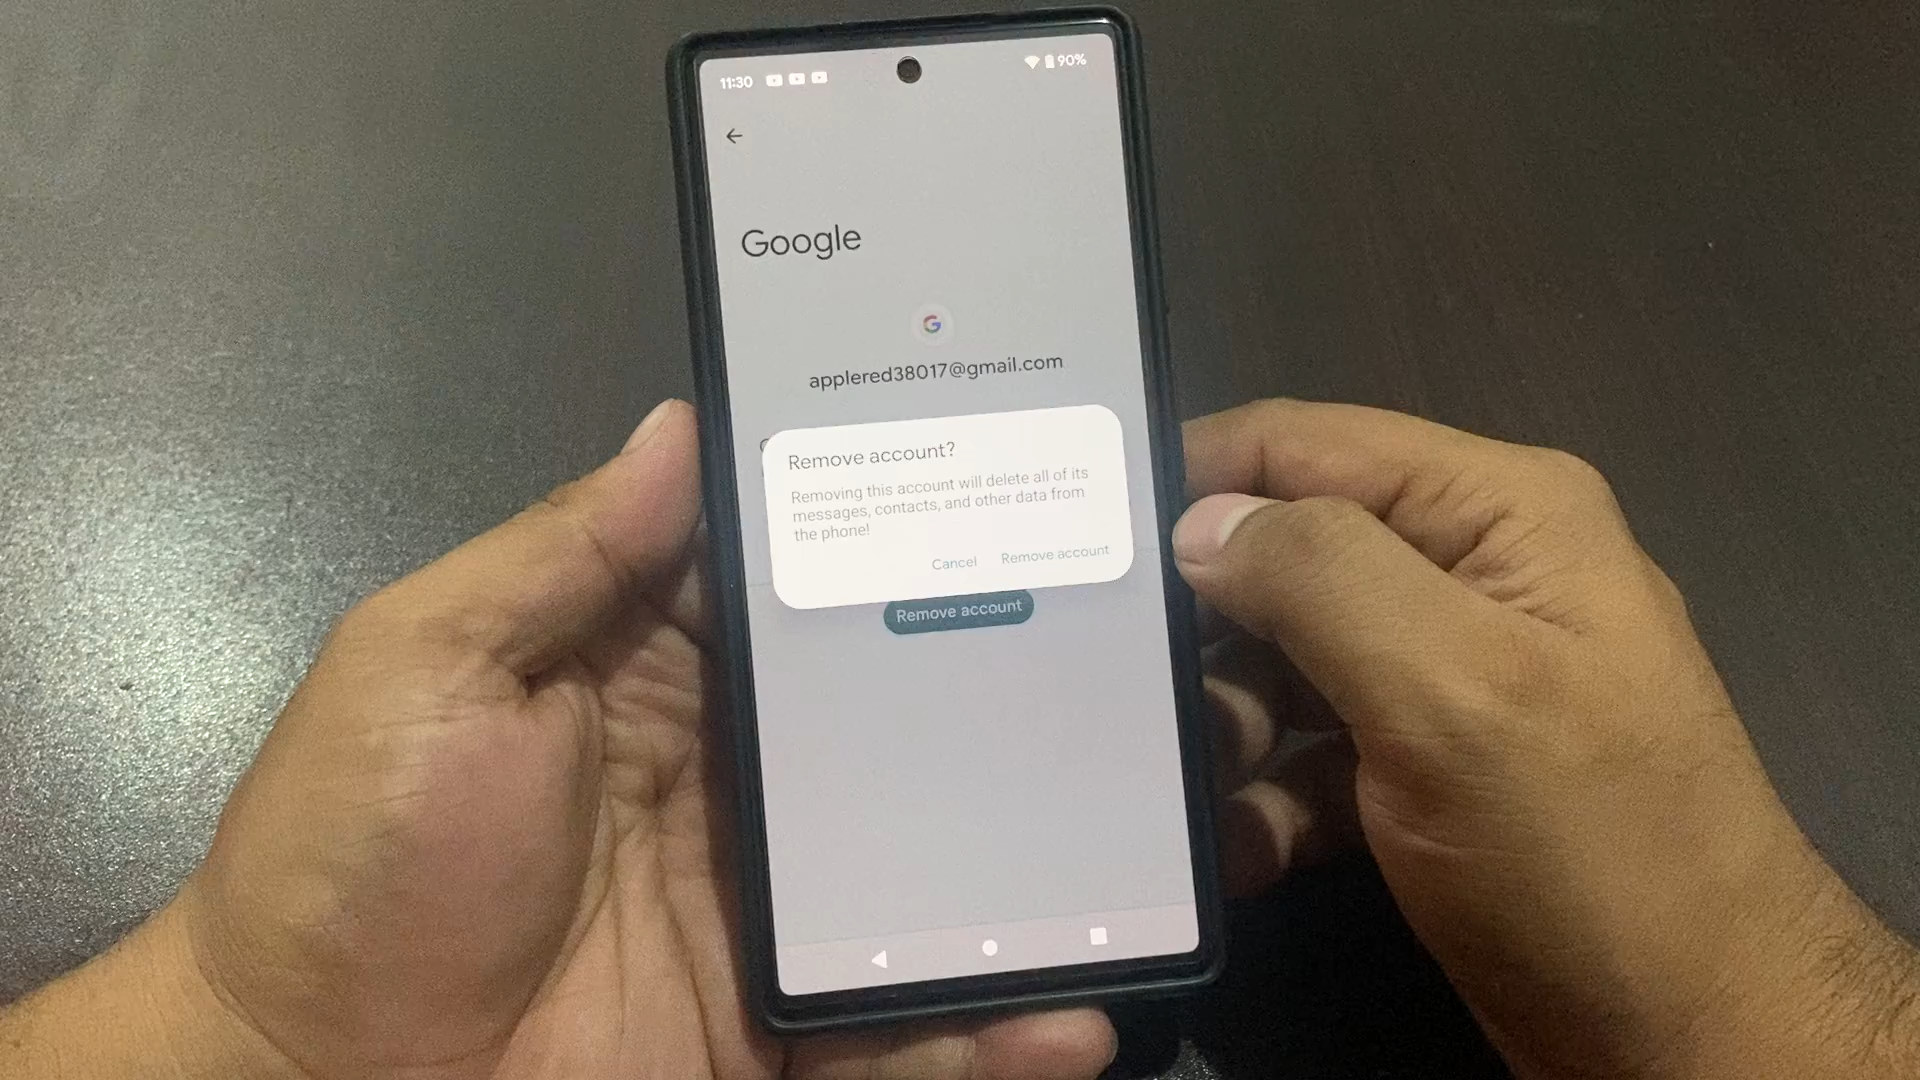 11:30
90%
Google
G
applered38017@gmail.com
Remove account?
Removing this account will delete all of its
messages, contacts, and other data from
the phone!
Cancel Remove account
Remove account